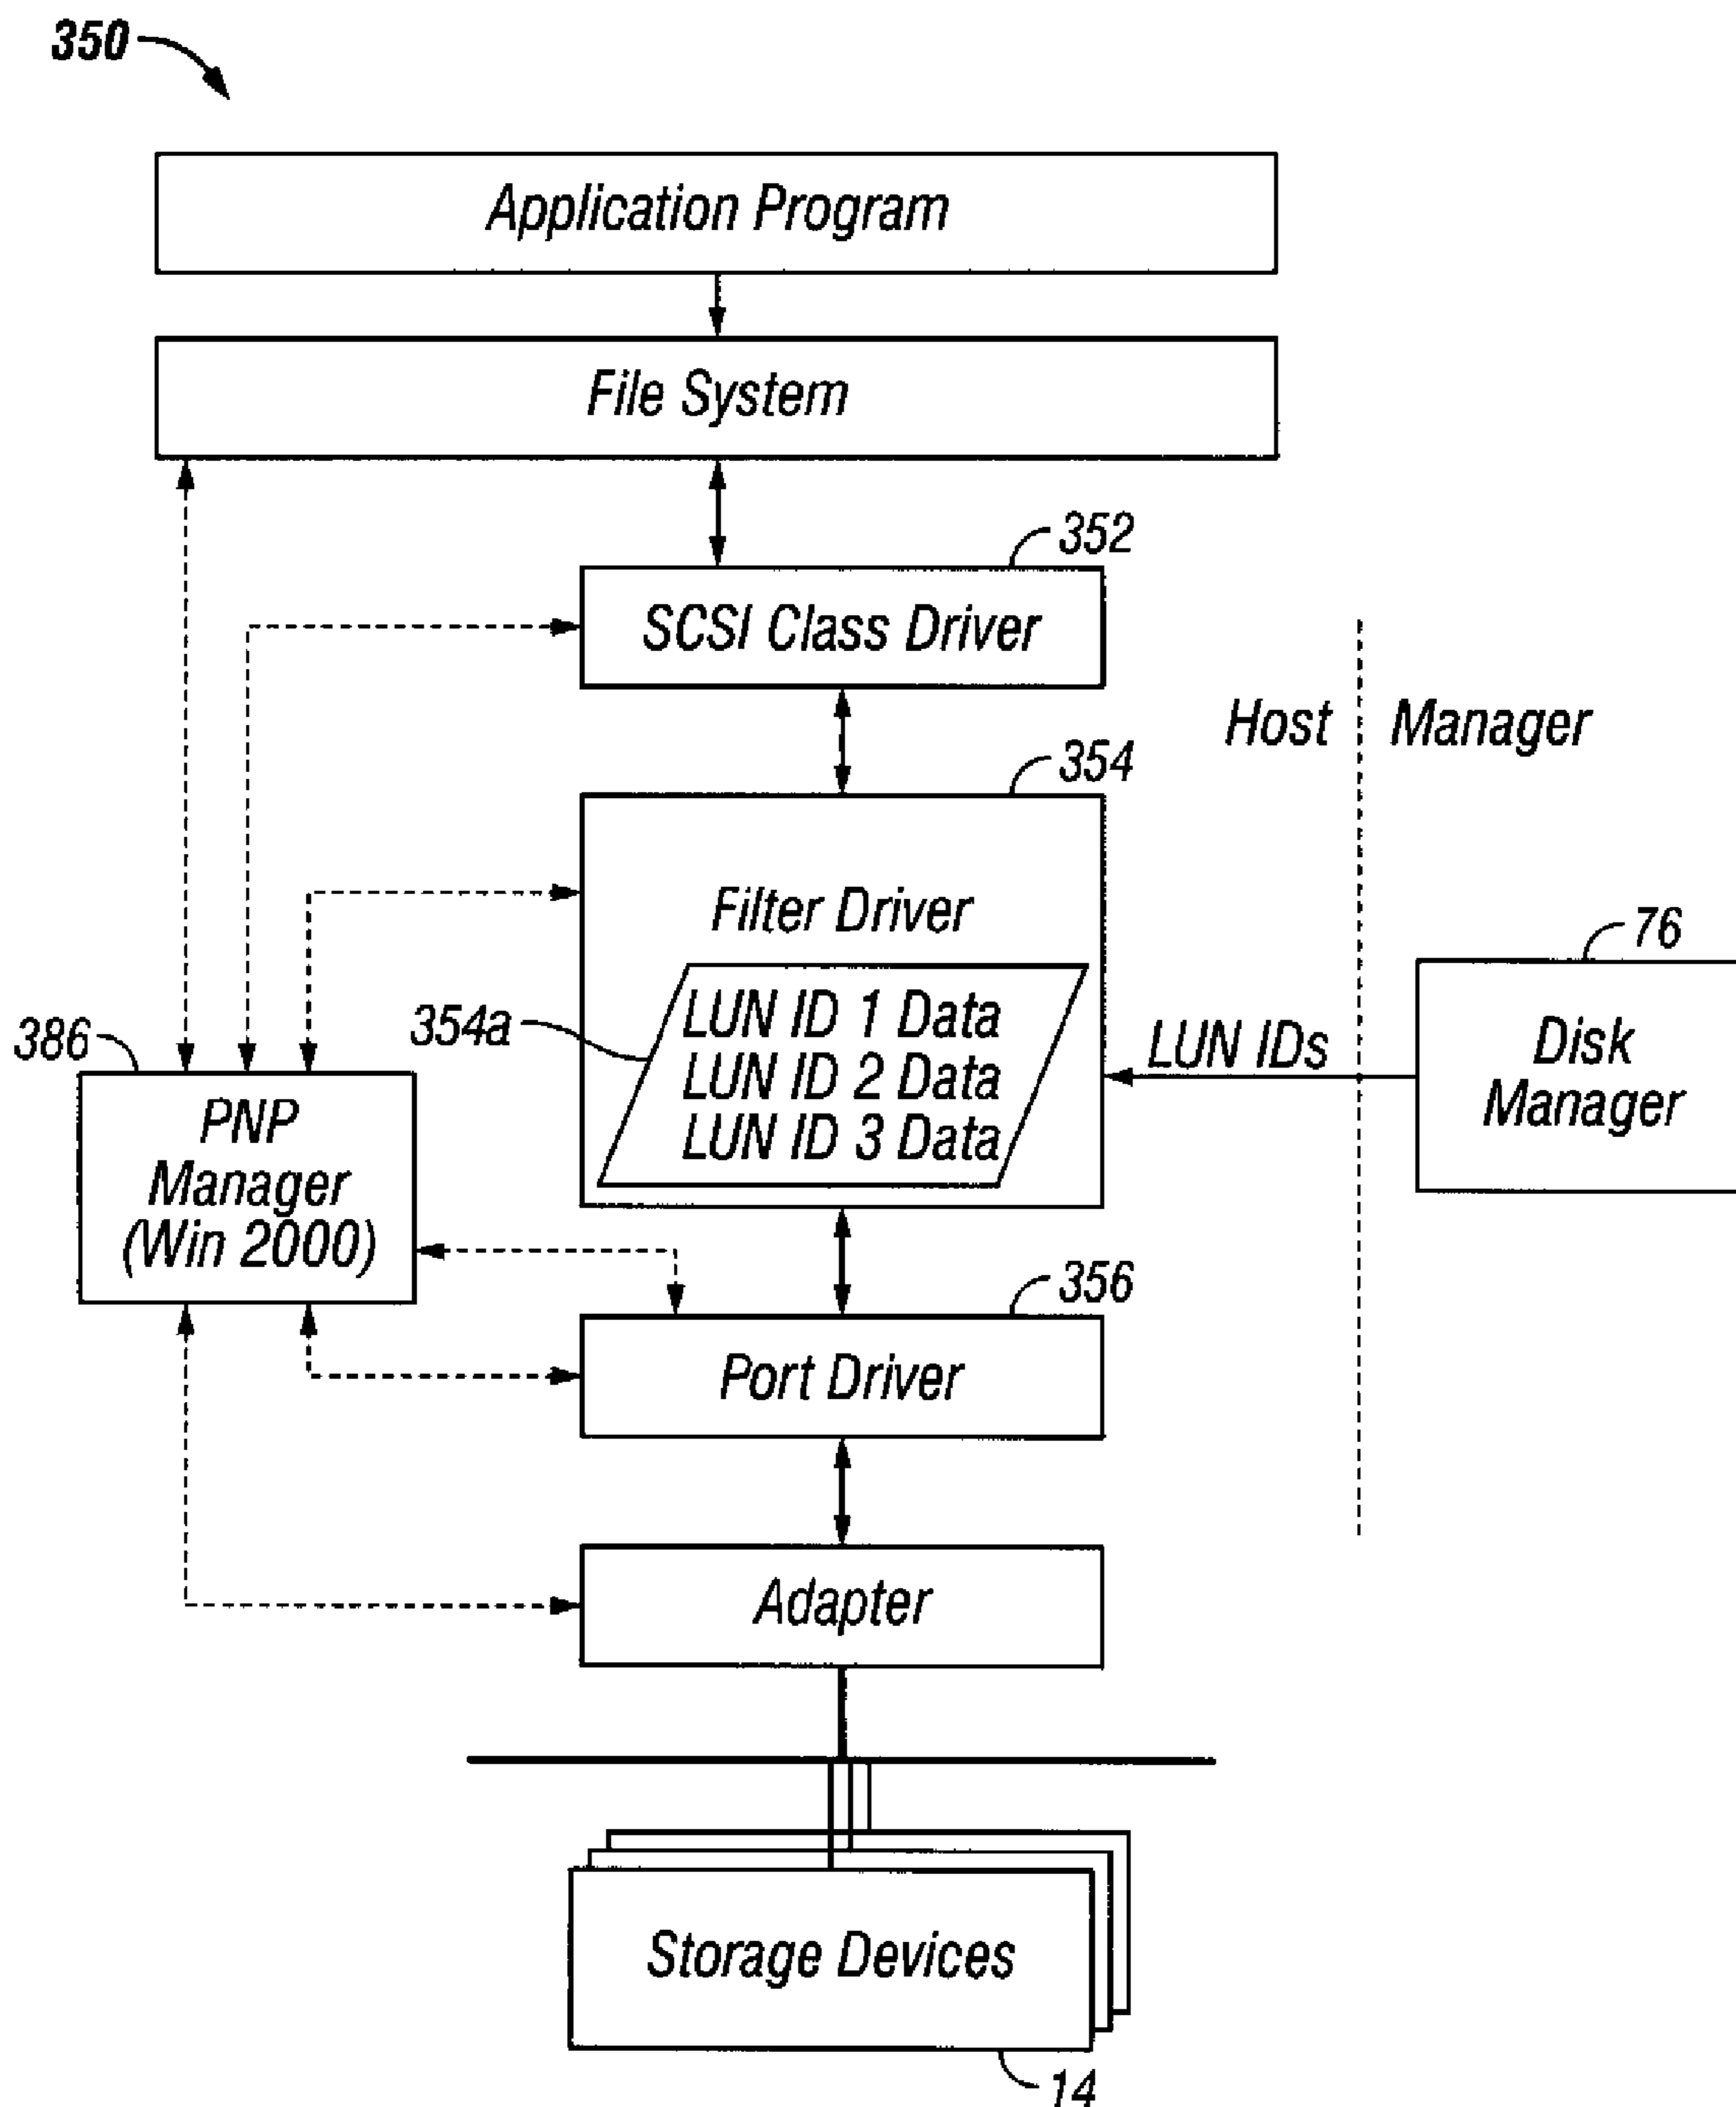 350
Application Program
File System
352
SCSI Class Driver
Host
Manager
354
Filter Driver
354a
LUN ID 1 Data
LUN ID 2 Data
LUN ID 3 Data
LUN IDs
76
Disk
Manager
386
PNP
Manager
(Win 2000)
356
Port Driver
Adapter
Storage Devices
14